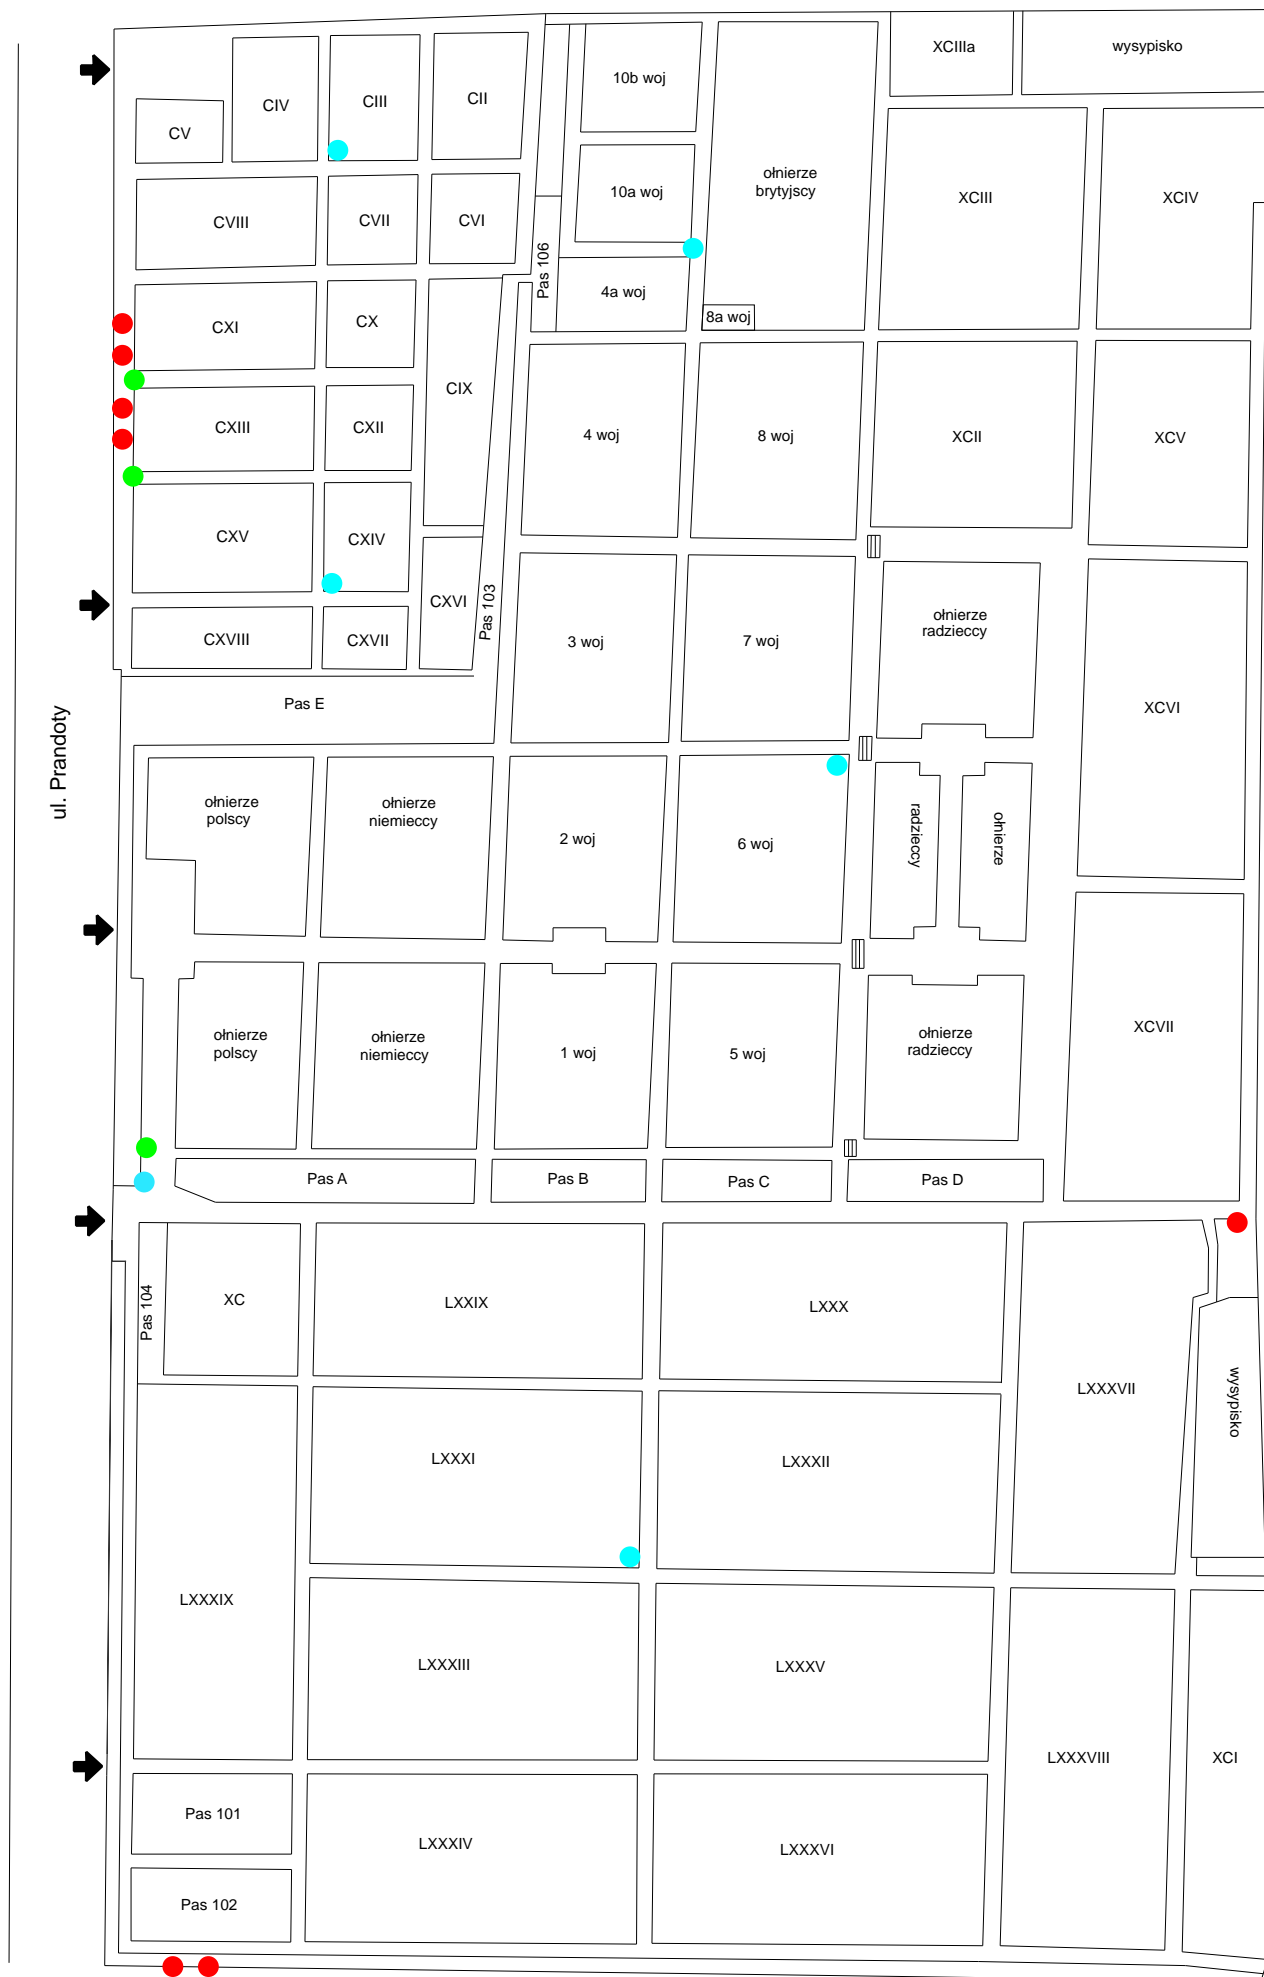 XCIIIa
wysypisko
10b woj
CIV
CIII
CII
CV
ołnierze
brytyjscy
10a woj
XCIII
XCIV
CVIII
CVII
CVI
Pas 106
4a woj
8a woj
CXI
CX
CIX
CXIII
CXII
4 woj
8 woj
XCII
XCV
CXV
CXIV
CXVI
Pas 103
CXVIII
CXVII
3 woj
7 woj
ołnierze
radzieccy
Pas E
XCVI
ul. Prandoty
ołnierze
polscy
ołnierze
niemieccy
2 woj
6 woj
radzieccy
ołnierze
ołnierze
polscy
ołnierze
niemieccy
1 woj
5 woj
ołnierze
radzieccy
XCVII
Pas A
Pas B
Pas C
Pas D
Pas 104
XC
LXXIX
LXXX
LXXXVII
wysypisko
LXXXI
LXXXII
LXXXIX
LXXXIII
LXXXV
LXXXVIII
XCI
Pas 101
LXXXIV
LXXXVI
Pas 102